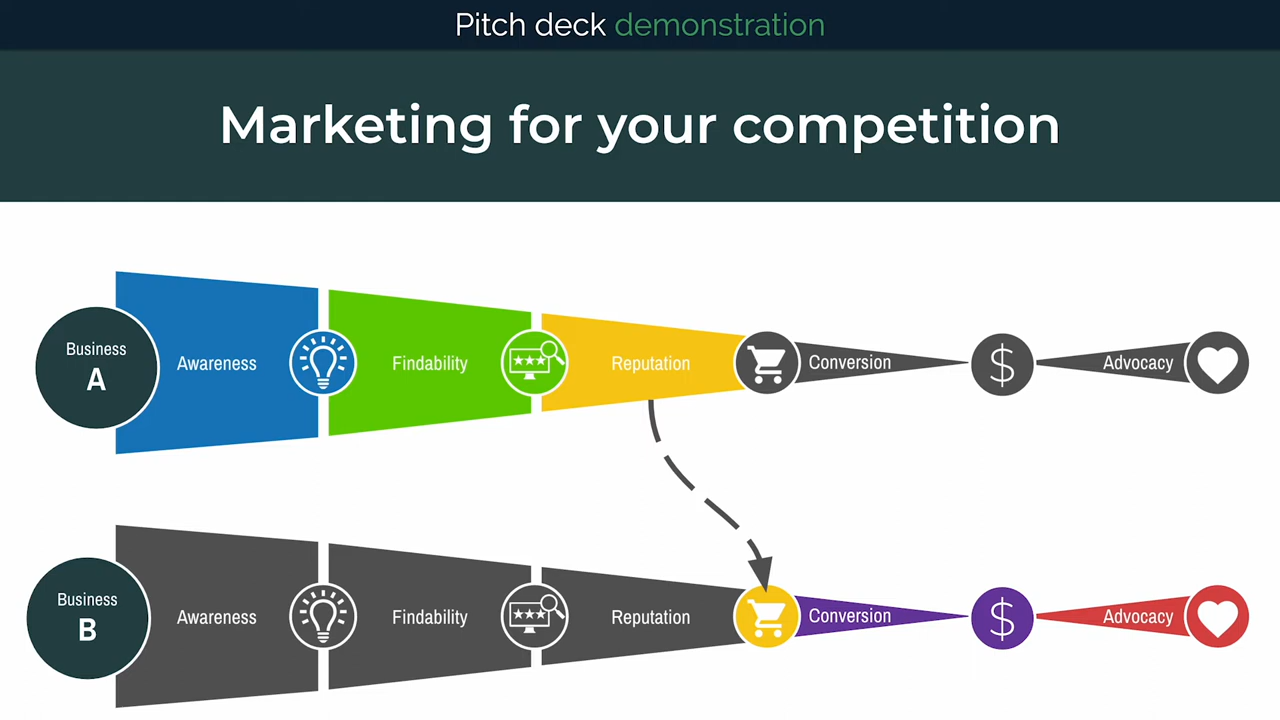 Pitch deck demonstration
Marketing for your competition
Business
A
Awareness
Findability
Reputation
Conversion
$
Advocacy
Business
B
Awareness
Findability
Reputation
Conversion
$
Advocacy